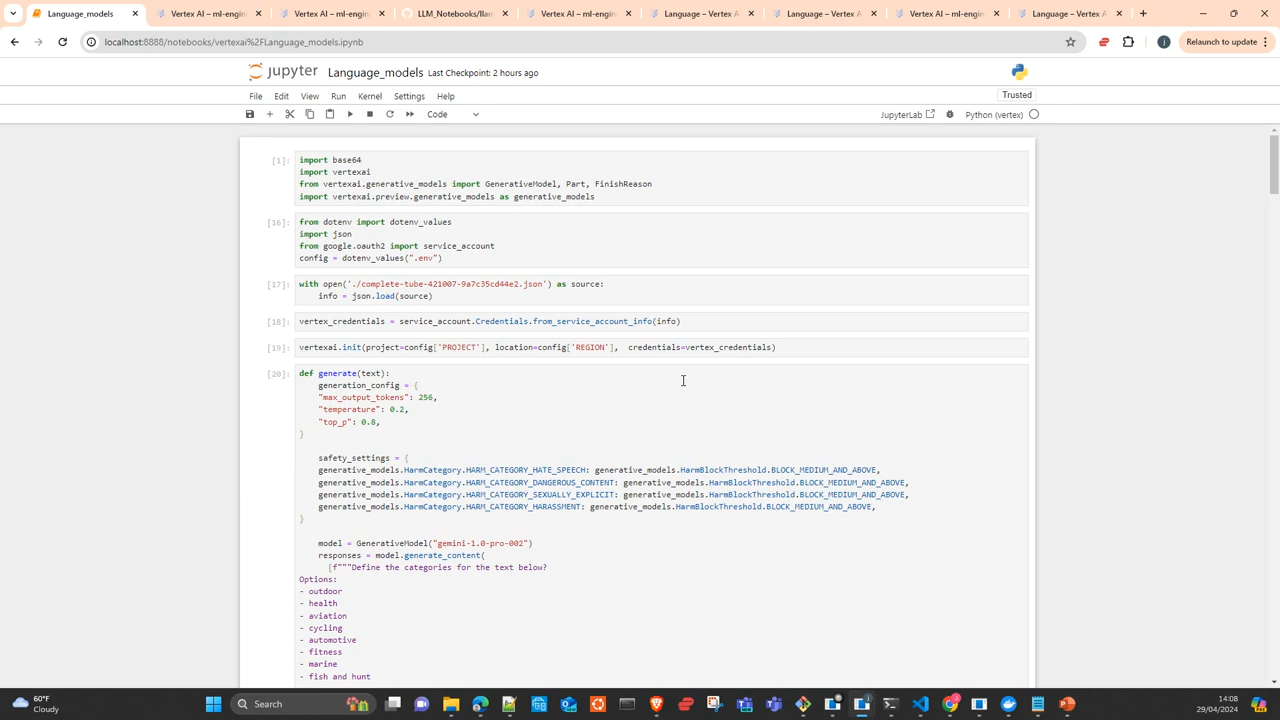 Language_models
Vertex AI – ml-engin
Vertex AI – ml-engin
LLM_Notebooks/llam
Vertex AI – ml-engin
Language – Vertex A
Language – Vertex A
Vertex AI – ml-engin
Language – Vertex A
localhost:8888/notebooks/vertexai%2FLanguage_models.ipynb
Relaunch to update
jupyter Language_models Last Checkpoint: 2 hours ago
File Edit View Run Kernel Settings Help
Trusted
Code
JupyterLab
Python (vertex)
[1]:
import base64
import vertexai
from vertexai.generative_models import GenerativeModel, Part, FinishReason
import vertexai.preview.generative_models as generative_models
[16]:
from dotenv import dotenv_values
import json
from google.oauth2 import service_account
config = dotenv_values(".env")
[17]:
with open('./complete-tube-421007-9a7c35cd44e2.json') as source:
info = json.load(source)
[18]:
vertex_credentials = service_account.Credentials.from_service_account_info(info)
[19]:
vertexai.init(project=config['PROJECT'], location=config['REGION'],  credentials=vertex_credentials)
[20]:
def generate(text):
generation_config = {
"max_output_tokens": 256,
"temperature": 0.2,
"top_p": 0.8,
}
safety_settings = {
generative_models.HarmCategory.HARM_CATEGORY_HATE_SPEECH: generative_models.HarmBlockThreshold.BLOCK_MEDIUM_AND_ABOVE,
generative_models.HarmCategory.HARM_CATEGORY_DANGEROUS_CONTENT: generative_models.HarmBlockThreshold.BLOCK_MEDIUM_AND_ABOVE,
generative_models.HarmCategory.HARM_CATEGORY_SEXUALLY_EXPLICIT: generative_models.HarmBlockThreshold.BLOCK_MEDIUM_AND_ABOVE,
generative_models.HarmCategory.HARM_CATEGORY_HARASSMENT: generative_models.HarmBlockThreshold.BLOCK_MEDIUM_AND_ABOVE,
}
model = GenerativeModel("gemini-1.0-pro-002")
responses = model.generate_content(
[f"""Define the categories for the text below?
Options:
- outdoor
- health
- aviation
- cycling
- automotive
- fitness
- marine
- fish and hunt
60°F
Cloudy
Search
14:08
29/04/2024